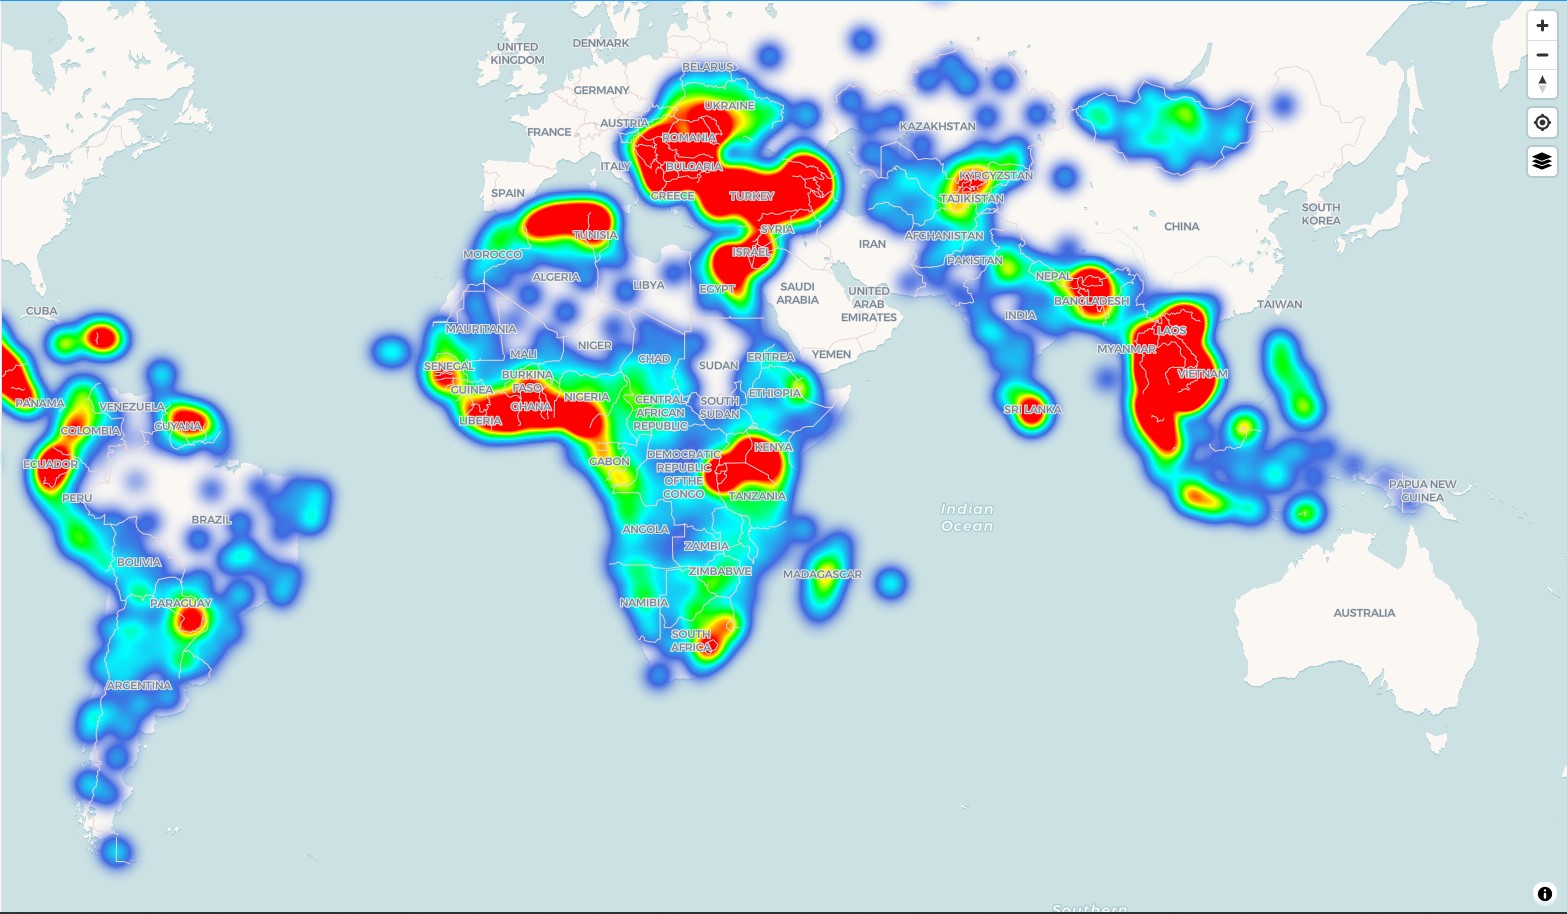 UNITED
KINGDOM
DENMARK
BELARUS
GERMANY
UKRAINE
AUSTRIA
FRANCE
ROMANIA
KAZAKHSTAN
ITALY
BULGARIA
SPAIN
GREECE
TURKEY
KYRGYZSTAN
TAJIKISTAN
SOUTH
KOREA
TUNISIA
SYRIA
CHINA
MOROCCO
ISRAEL
IRAN
AFGHANISTAN
PAKISTAN
ALGERIA
LIBYA
EGYPT
SAUDI
ARABIA
NEPAL
UNITED
ARAB
EMIRATES
BANGLADESH
TAIWAN
CUBA
INDIA
MAURITANIA
LAOS
NIGER
MALI
CHAD
SUDAN
ERITREA
YEMEN
MYANMAR
SENEGAL
BURKINA
FASO
VIETNAM
GUINEA
NIGERIA
ETHIOPIA
PANAMA
VENEZUELA
GHANA
CENTRAL
AFRICAN
REPUBLIC
SOUTH
SUDAN
SRI LANKA
LIBERIA
COLOMBIA
GUYANA
KENYA
ECUADOR
GABON
DEMOCRATIC
REPUBLIC
OF THE
CONGO
PERU
TANZANIA
PAPUA NEW
GUINEA
BRAZIL
Indian
Ocean
ANGOLA
ZAMBIA
BOLIVIA
ZIMBABWE
MADAGASCAR
PARAGUAY
NAMIBIA
AUSTRALIA
SOUTH
AFRICA
ARGENTINA
Southern